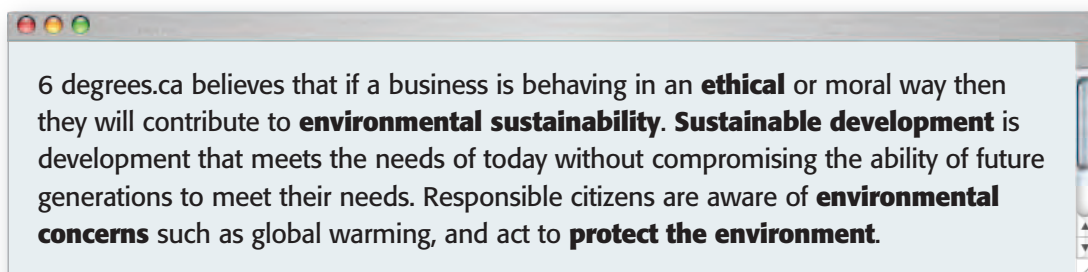 6 degrees.ca believes that if a business is behaving in an ethical or moral way then
they will contribute to environmental sustainability. Sustainable development is
development that meets the needs of today without compromising the ability of future
generations to meet their needs. Responsible citizens are aware of environmental
concerns such as global warming, and act to protect the environment.